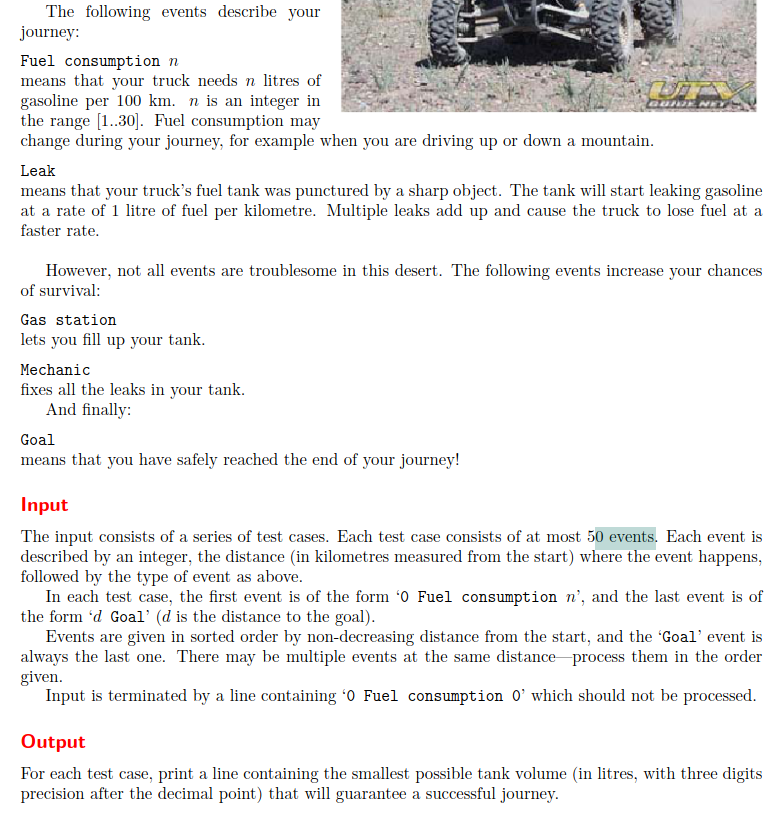 The following events describe your
journey:
Fuel consumption n
means that your truck needs n litres of
gasoline per 100 km. n is an integer in
the range [1..30]. Fuel consumption may
change during your journey, for example when you are driving up or down a mountain.
UTV
GUIDE.NET
Leak
means that your truck's fuel tank was punctured by a sharp object. The tank will start leaking gasoline
at a rate of 1 litre of fuel per kilometre. Multiple leaks add up and cause the truck to lose fuel at a
faster rate.
However, not all events are troublesome in this desert. The following events increase your chances
of survival:
Gas station
lets you fill up your tank.
Mechanic
fixes all the leaks in your tank.
And finally:
Goal
means that you have safely reached the end of your journey!
Input
The input consists of a series of test cases. Each test case consists of at most 50 events. Each event is
described by an integer, the distance (in kilometres measured from the start) where the event happens,
followed by the type of event as above.
In each test case, the first event is of the form ‘0 Fuel consumption n’, and the last event is of
the form ‘d Goal’ (d is the distance to the goal).
Events are given in sorted order by non-decreasing distance from the start, and the ‘Goal’ event is
always the last one. There may be multiple events at the same distance—process them in the order
given.
Input is terminated by a line containing ‘0 Fuel consumption 0’ which should not be processed.
Output
For each test case, print a line containing the smallest possible tank volume (in litres, with three digits
precision after the decimal point) that will guarantee a successful journey.